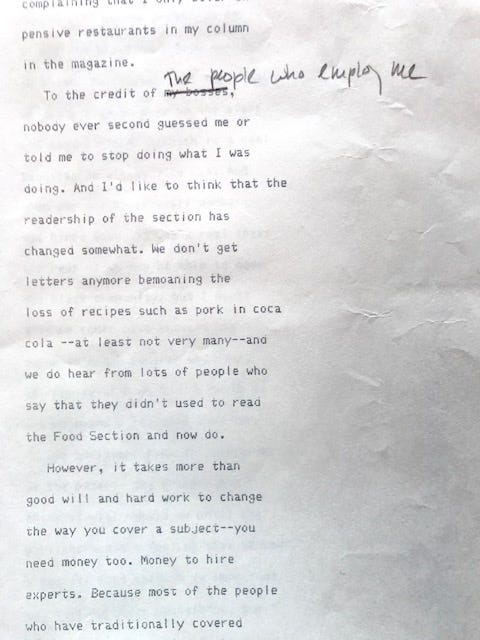 complaining that I only
pensive restaurants in my column
in the magazine.
The people who employ me
To the credit of my bosses,
nobody ever second guessed me or
told me to stop doing what I was
doing. And I'd like to think that the
readership of the section has
changed somewhat. We don't get
letters anymore bemoaning the
loss of recipes such as pork in coca
cola --at least not very many--and
we do hear from lots of people who
say that they didn't used to read
the Food Section and now do.
However, it takes more than
good will and hard work to change
the way you cover a subject--you
need money too. Money to hire
experts. Because most of the people
who have traditionally covered